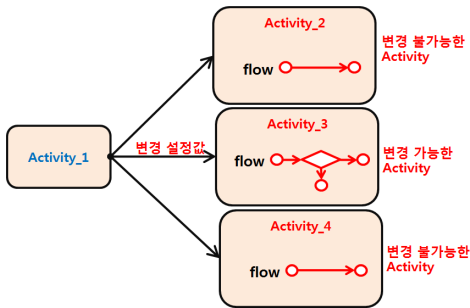 Activity_2
flow
변경 불가능한
Activity
Activity_1
변경 설정값
Activity_3
flow
변경 가능한
Activity
Activity_4
flow
변경 불가능한
Activity